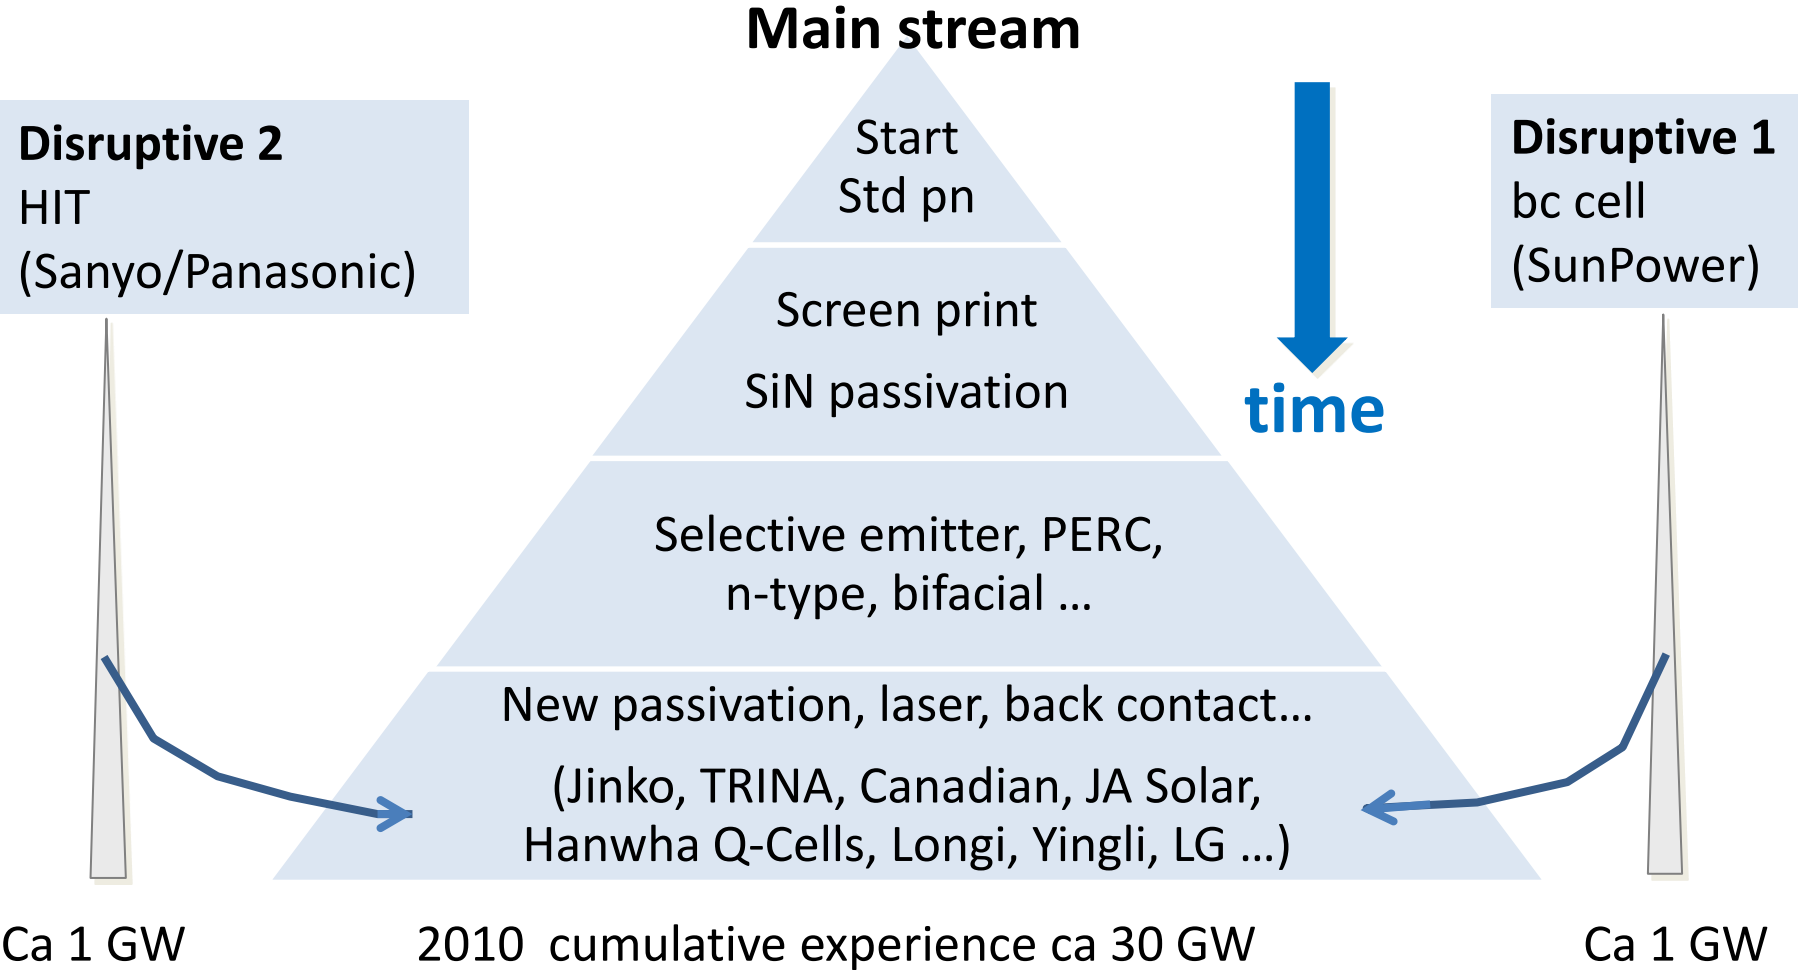 Main stream
Disruptive 2
HIT
(Sanyo/Panasonic)
Start
Std pn
Disruptive 1
bc cell
(SunPower)
Screen print
SiN passivation
time
Selective emitter, PERC,
n-type, bifacial ...
New passivation, laser, back contact...
(Jinko, TRINA, Canadian, JA Solar,
Hanwha Q-Cells, Longi, Yingli, LG ...)
Ca 1 GW
2010 cumulative experience ca 30 GW
Ca 1 GW